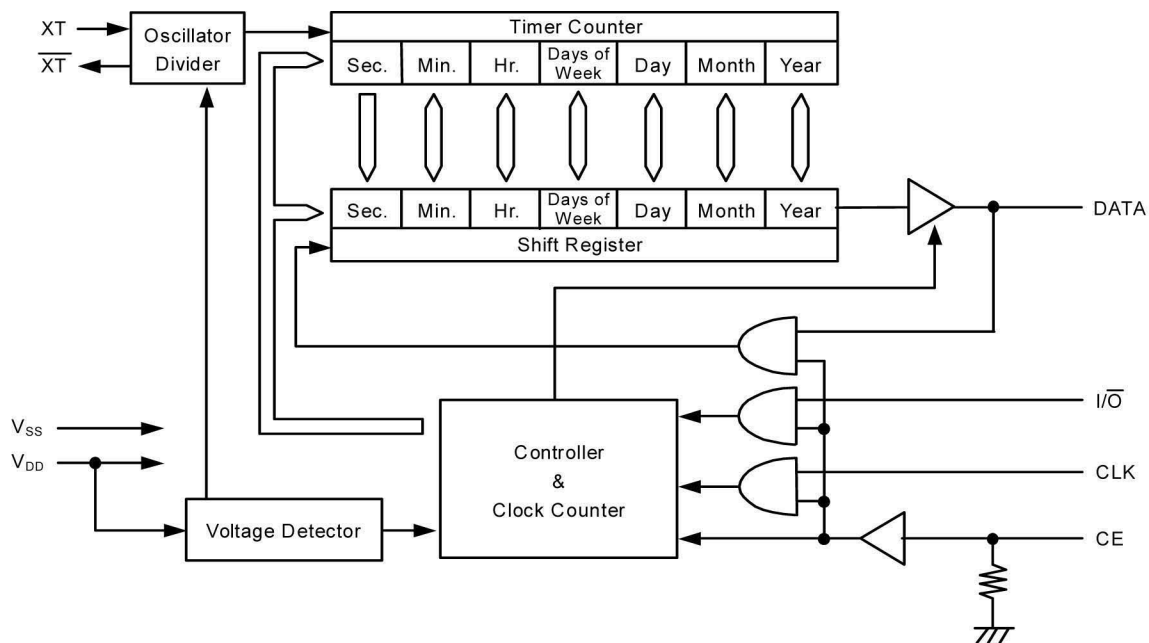 XT
X̅T̅
Oscillator
Divider
Timer Counter
Sec. Min. Hr. Days of Week Day Month Year
Sec. Min. Hr. Days of Week Day Month Year
Shift Register
DATA
I/O̅
CLK
CE
VSS
VDD
Voltage Detector
Controller
&
Clock Counter